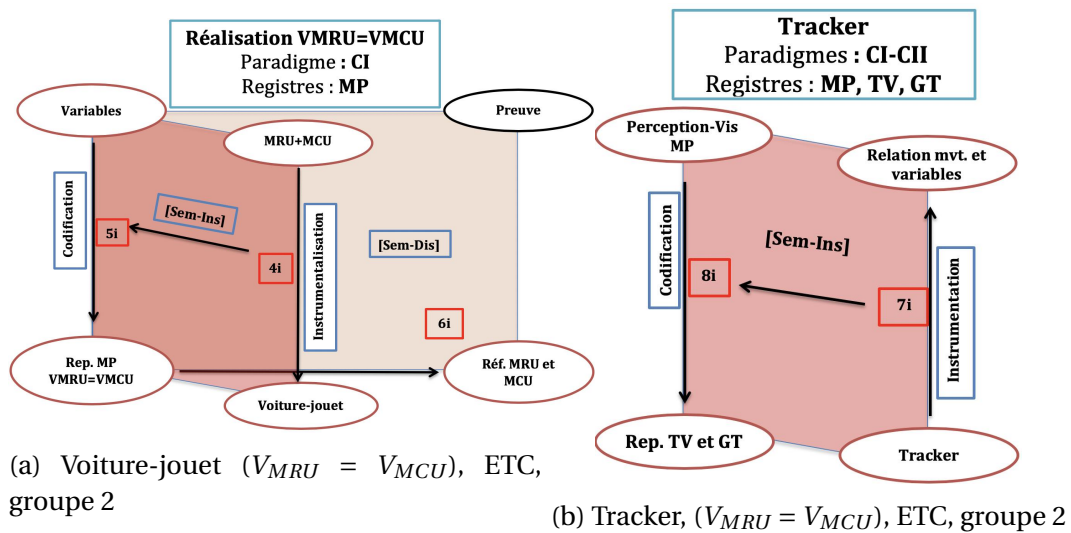 Réalisation VMRU=VMCU
Paradigme : CI
Registres : MP
Variables
Preuve
MRU+MCU
Codification
[Sem-Ins]
5i
4i
Instrumentalisation
[Sem-Dis]
6i
Rep. MP
VMRU=VMCU
Réf. MRU et
MCU
Voiture-jouet
(a) Voiture-jouet (V_MRU = V_MCU), ETC,
groupe 2
Tracker
Paradigmes : CI-CII
Registres : MP, TV, GT
Perception-Vis
MP
Relation mvt. et
variables
Codification
[Sem-Ins]
8i
7i
Instrumentation
Rep. TV et GT
Tracker
(b) Tracker, (V_MRU = V_MCU), ETC, groupe 2